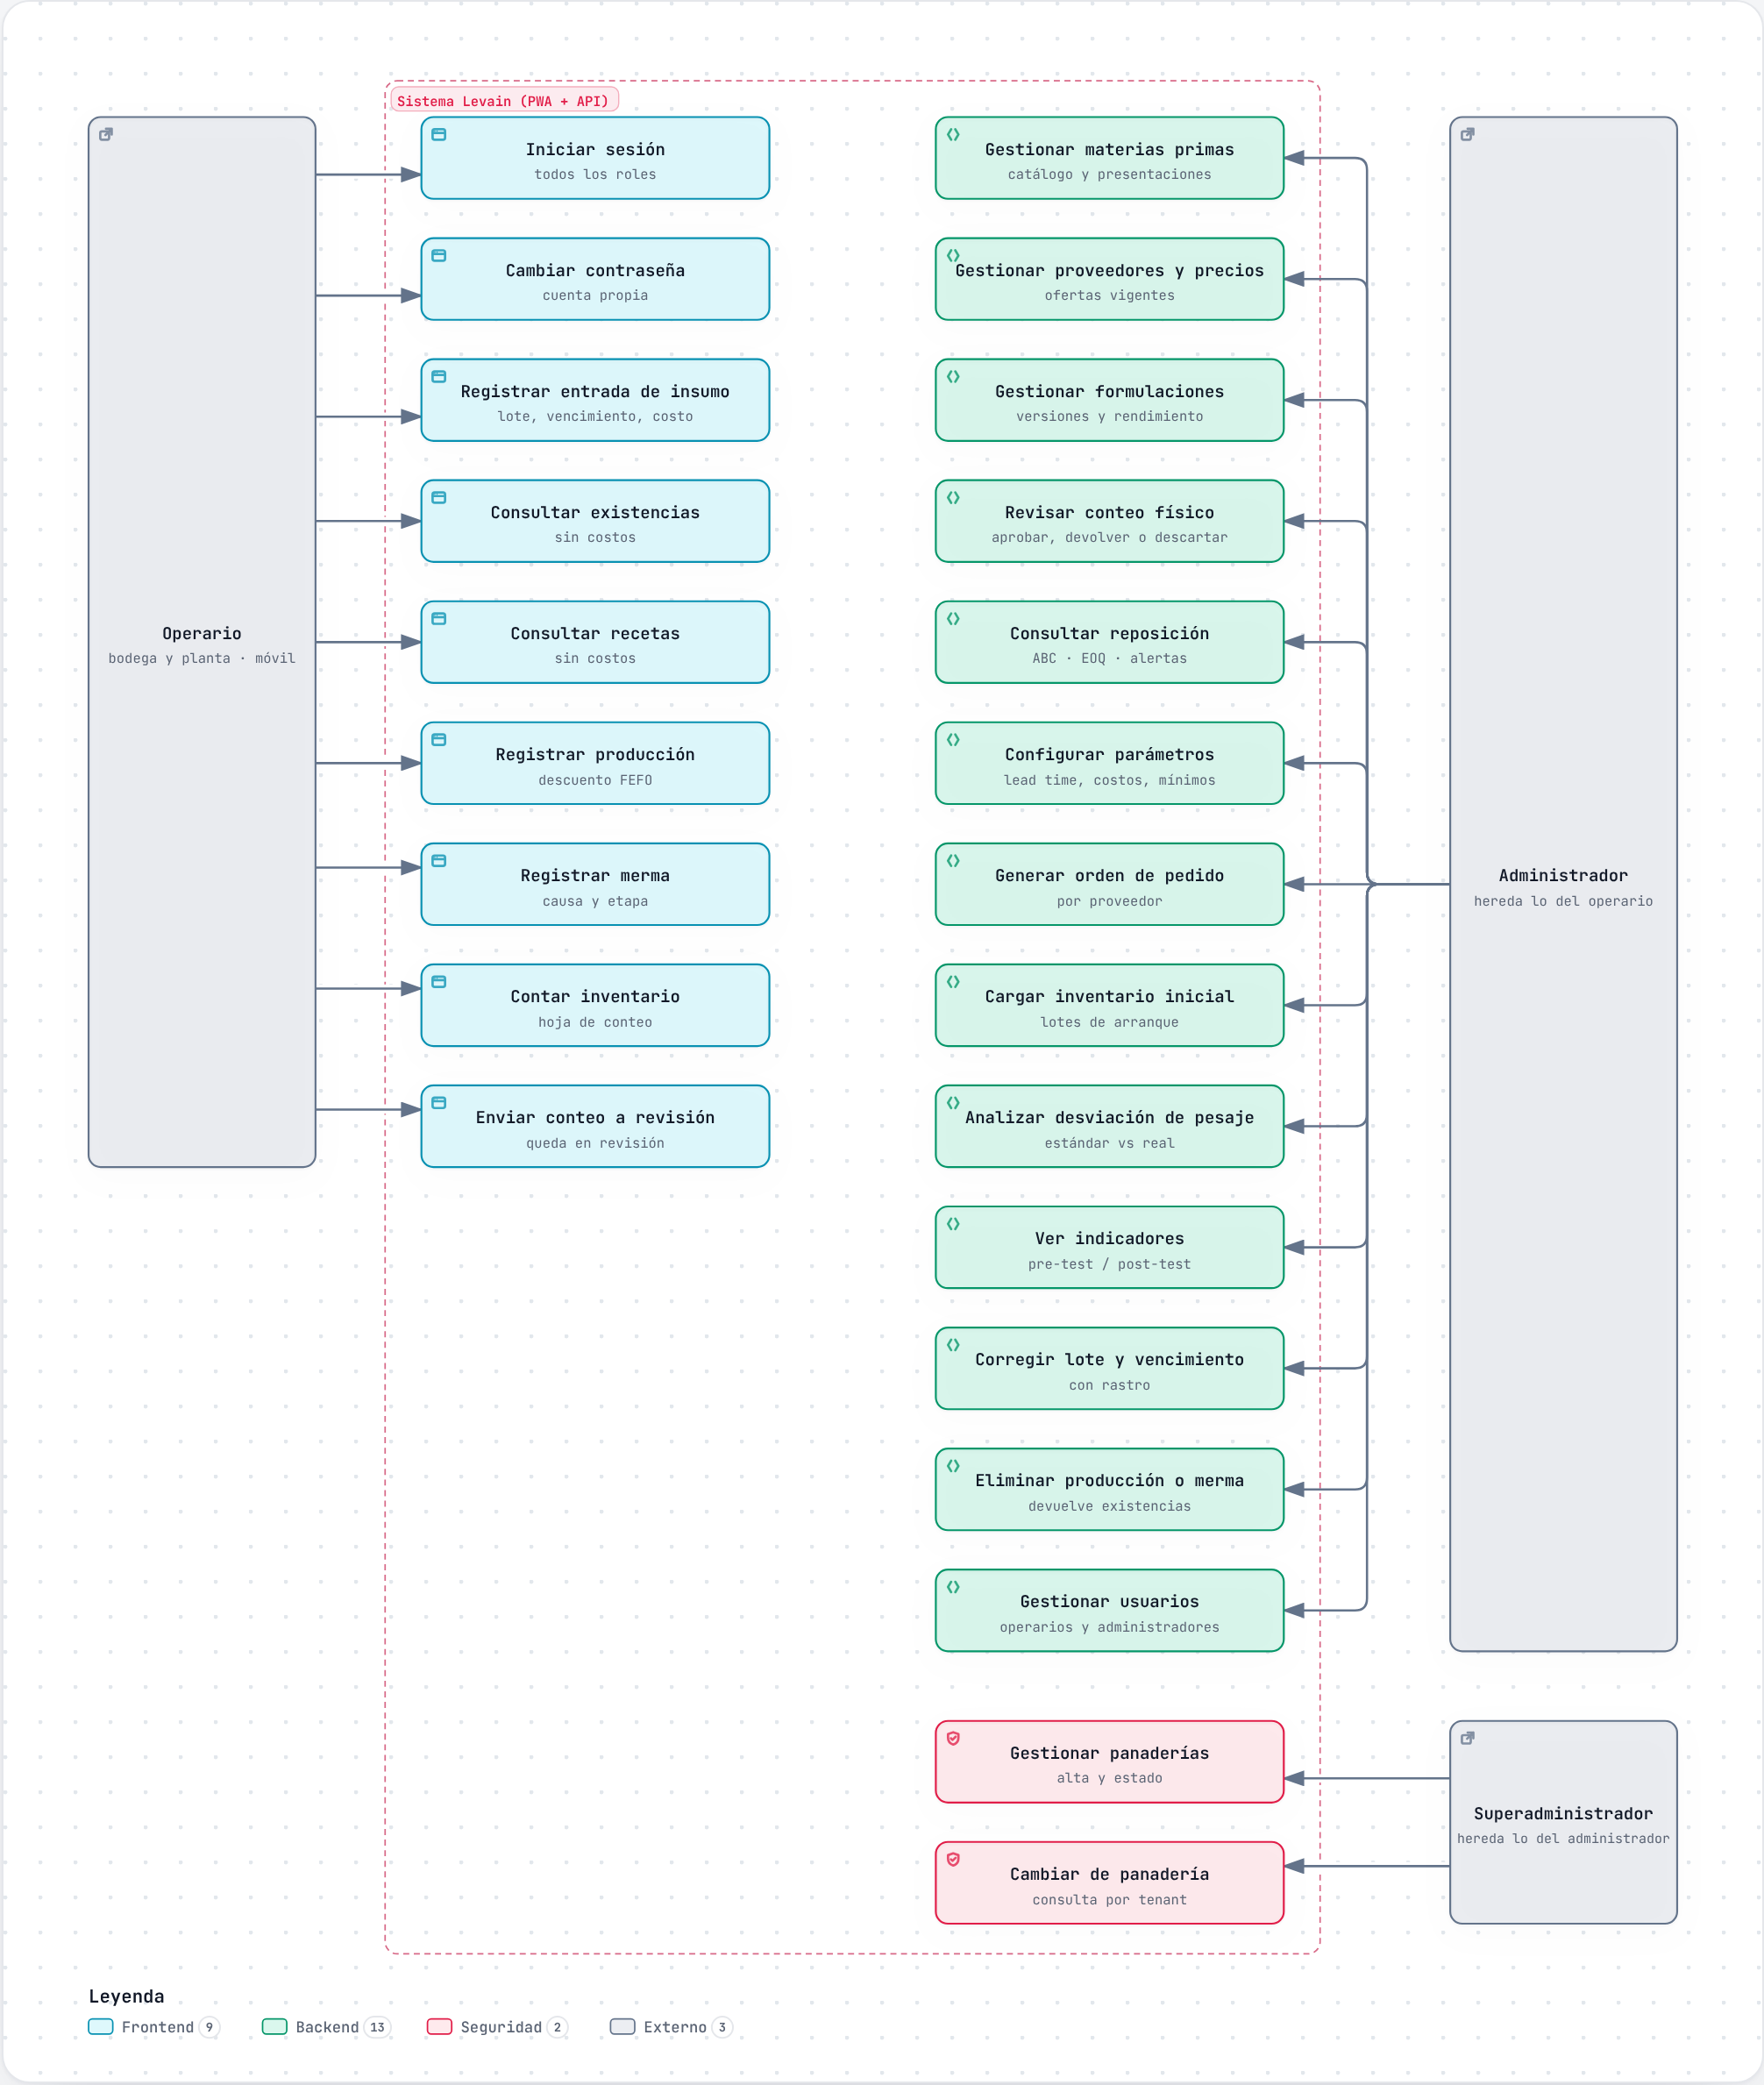 Sistema Levain (PWA + API)
Operario
bodega y planta · móvil
Iniciar sesión
todos los roles
Cambiar contraseña
cuenta propia
Registrar entrada de insumo
lote, vencimiento, costo
Consultar existencias
sin costos
Consultar recetas
sin costos
Registrar producción
descuento FEFO
Registrar merma
causa y etapa
Contar inventario
hoja de conteo
Enviar conteo a revisión
queda en revisión
Gestionar materias primas
catálogo y presentaciones
Gestionar proveedores y precios
ofertas vigentes
Gestionar formulaciones
versiones y rendimiento
Revisar conteo físico
aprobar, devolver o descartar
Consultar reposición
ABC · EOQ · alertas
Configurar parámetros
lead time, costos, mínimos
Generar orden de pedido
por proveedor
Cargar inventario inicial
lotes de arranque
Analizar desviación de pesaje
estándar vs real
Ver indicadores
pre-test / post-test
Corregir lote y vencimiento
con rastro
Eliminar producción o merma
devuelve existencias
Gestionar usuarios
operarios y administradores
Gestionar panaderías
alta y estado
Cambiar de panadería
consulta por tenant
Administrador
hereda lo del operario
Superadministrador
hereda lo del administrador
Leyenda
Frontend 9 Backend 13 Seguridad 2 Externo 3